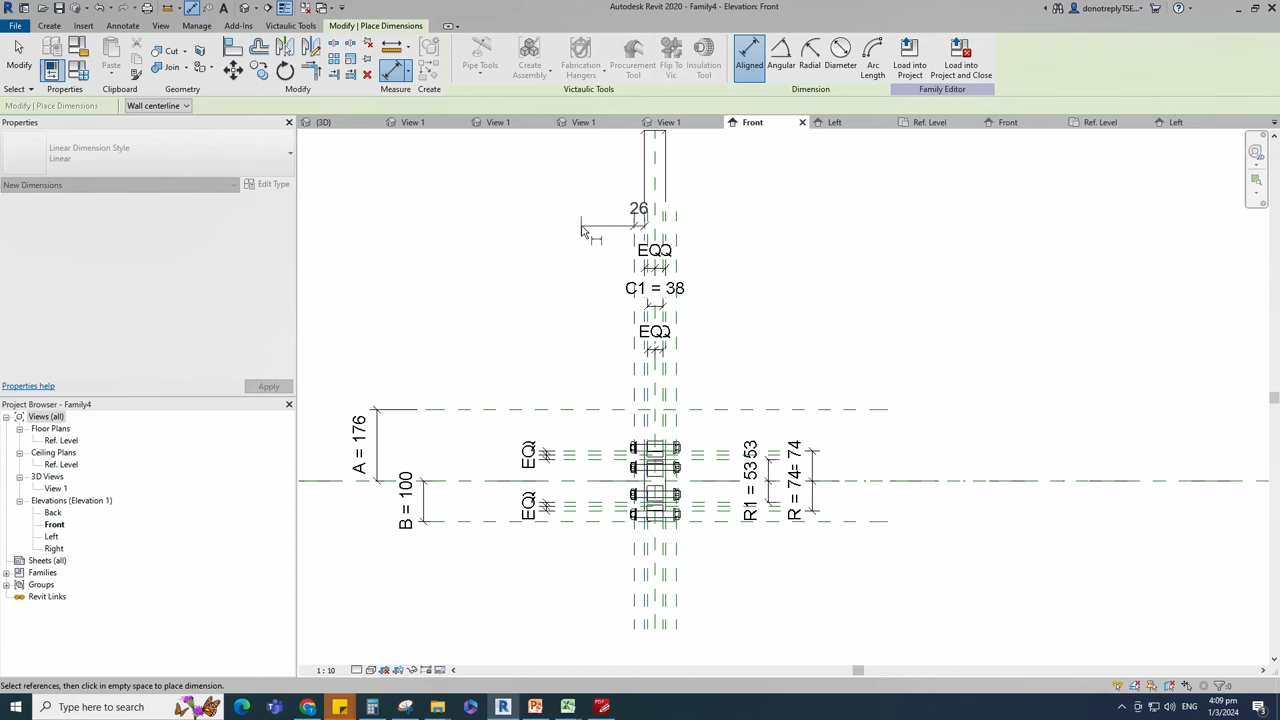 Autodesk Revit 2020 - Family4 - Elevation: Front
donotreplyTSE...
File
Create
Insert
Annotate
View
Manage
Add-Ins
Victaulic Tools
Modify | Place Dimensions
Modify
Paste
Cut
Join
Pipe Tools
Create Assembly
Fabrication Hangers
Procurement Tool
Flip To Vic
Insulation Tool
Aligned
Angular
Radial
Diameter
Arc Length
Load into Project
Load into Project and Close
Select
Properties
Clipboard
Geometry
Modify
Measure
Create
Victaulic Tools
Dimension
Family Editor
Modify | Place Dimensions
Wall centerline
Properties
{3D}
View 1
View 1
View 1
View 1
Front
Left
Ref. Level
Front
Ref. Level
Left
Linear Dimension Style
Linear
New Dimensions
Edit Type
Properties help
Apply
Project Browser - Family4
Views (all)
Floor Plans
Ref. Level
Ceiling Plans
Ref. Level
3D Views
View 1
Elevations (Elevation 1)
Back
Front
Left
Right
Sheets (all)
Families
Groups
Revit Links
26
C1 = 38
A = 176
B = 100
EQ
EQ
R1 = 53
53
R = 74
= 74
1 : 10
Select references, then click in empty space to place dimension.
:0
Type here to search
4:09 pm
1/3/2024